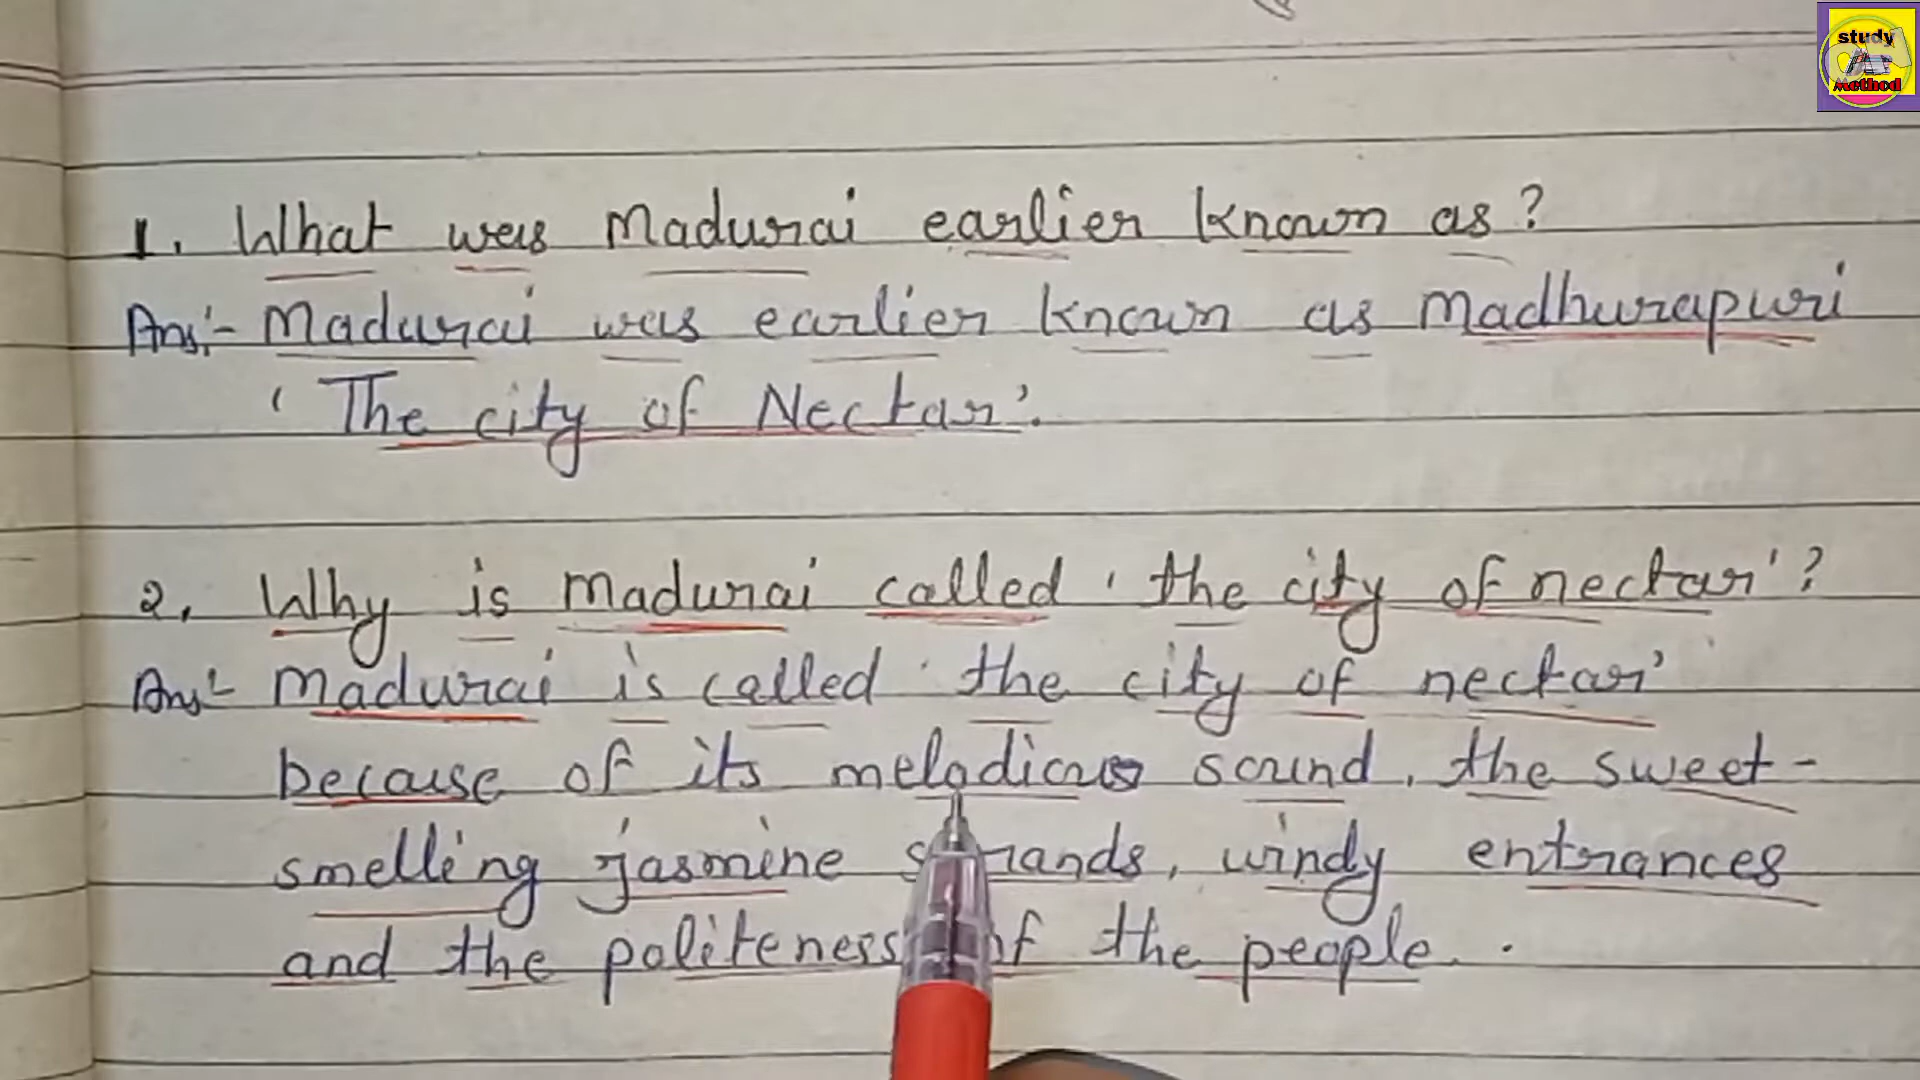 study
Method
1. What was Madurai earlier known as?
Ans:- Madurai was earlier known as Madhurapuri
'The city of Nectar'.
2. Why is Madurai called 'the city of nectar'?
Ans:- Madurai is called 'the city of nectar'
because of its melodious sound, the sweet-
smelling jasmine windy entrances
and the politeness of the people.